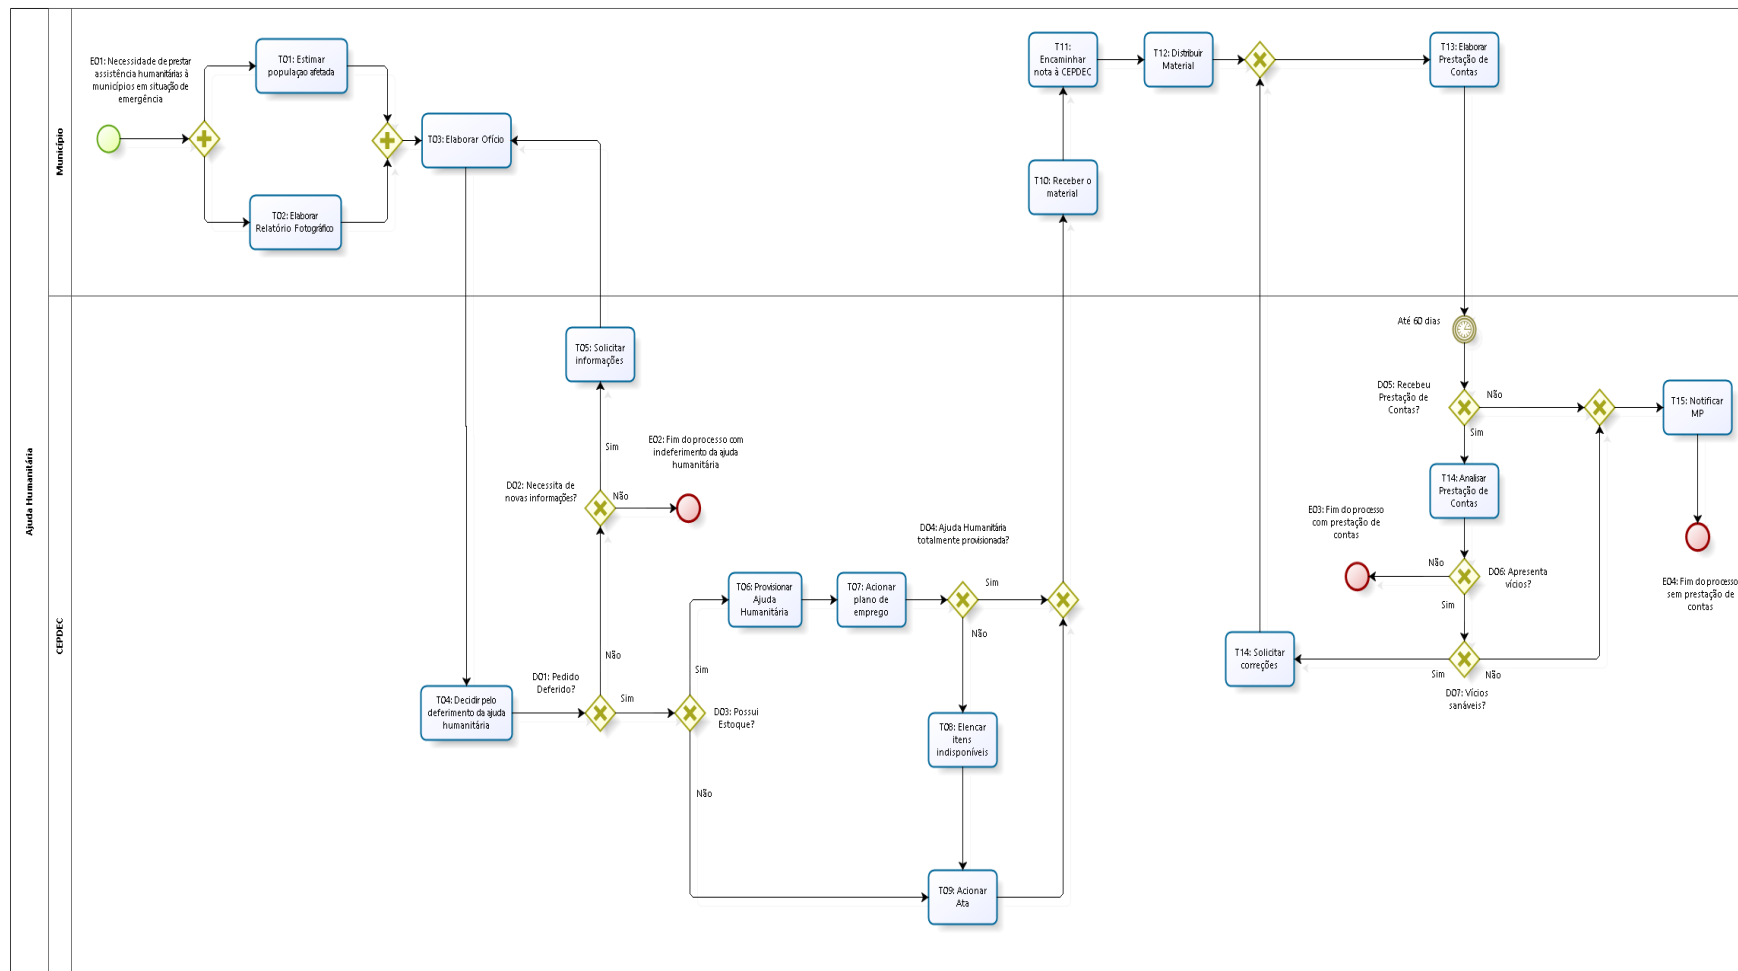 Ajuda Humanitária
Município
E01: Necessidade de prestar
assistência humanitárias à
municípios em situação de
emergência
T01: Estimar
população afetada
T02: Elaborar
Relatório Fotográfico
T03: Elaborar Ofício
T11:
Encaminhar
nota à CEPDEC
T12: Distribuir
Material
T13: Elaborar
Prestação de
Contas
T10: Receber o
material
CEPDEC
T05: Solicitar
informações
Sim
E02: Fim do processo com
indeferimento da ajuda
humanitária
D02: Necessita de
novas informações?
Não
Não
D01: Pedido
Deferido?
Sim
T04: Decidir pelo
deferimento da ajuda
humanitária
D03: Possui
Estoque?
Sim
Não
T06: Provisionar
Ajuda
Humanitária
T07: Acionar
plano de
emprego
D04: Ajuda Humanitária
totalmente provisionada?
Sim
Não
T08: Elencar
itens
indisponíveis
T09: Acionar
Ata
Até 60 dias
D05: Recebeu
Prestação de
Contas?
Não
Sim
T15: Notificar
MP
T14: Analisar
Prestação de
Contas
E03: Fim do processo
com prestação de
contas
Não
D06: Apresenta
vícios?
Sim
E04: Fim do processo
sem prestação de
contas
T14: Solicitar
correções
Sim
Não
D07: Vícios
sanáveis?